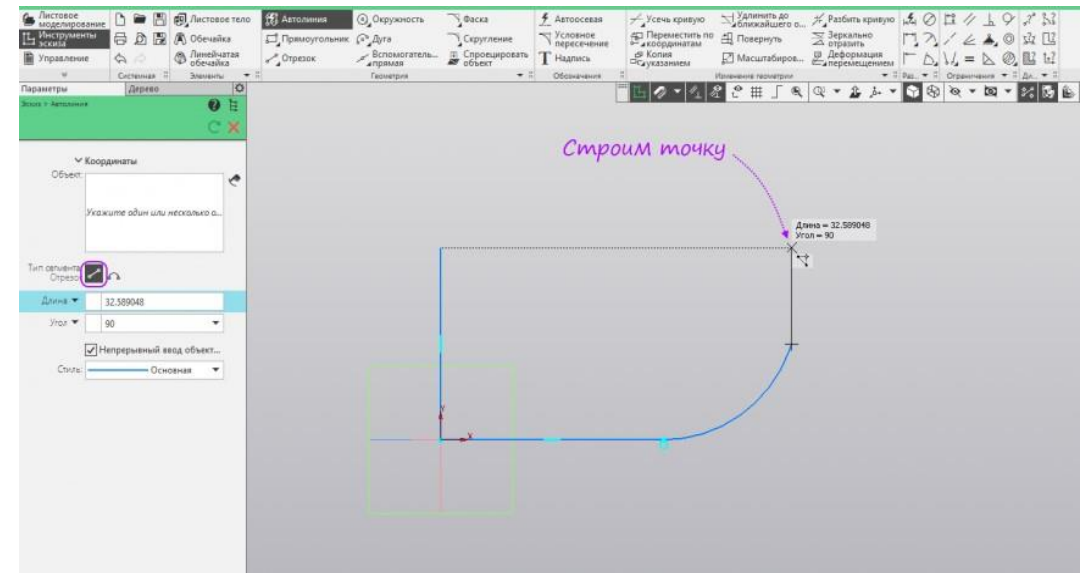 Листовое моделирование
Инструменты эскиза
Управление
Системная
Листовое тело
Обечайка
Линейчатая обечайка
Элементы
Автолиния
Прямоугольник
Отрезок
Окружность
Дуга
Вспомогатель... прямая
Фаска
Скругление
Спроецировать объект
Геометрия
Автоосевая
Условное пересечение
Надпись
Обозначения
Усечь кривую
Переместить по координатам
Копия указанием
Удлинить до ближайшего о...
Повернуть
Масштабиров...
Разбить кривую
Зеркально отразить
Деформация перемещением
Изменение геометрии
Раз...
Ограничения
Ди...
Параметры
Дерево
Эскиз > Автолиния
Координаты
Объект:
Укажите один или несколько о...
Тип сегмента:
Отрезок
Длина
32.589048
Угол
90
Непрерывный ввод объект...
Стиль:
Основная
Строим точку
Длина = 32.589048
Угол = 90
Y
X